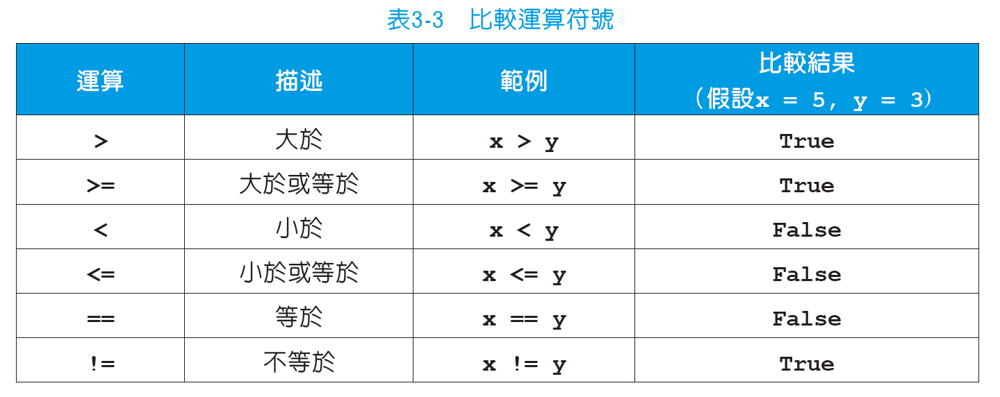 表3-3 比較運算符號
運算 描述 範例 比較結果
（假設x = 5, y = 3）
> 大於 x > y True
>= 大於或等於 x >= y True
< 小於 x < y False
<= 小於或等於 x <= y False
== 等於 x == y False
!= 不等於 x != y True